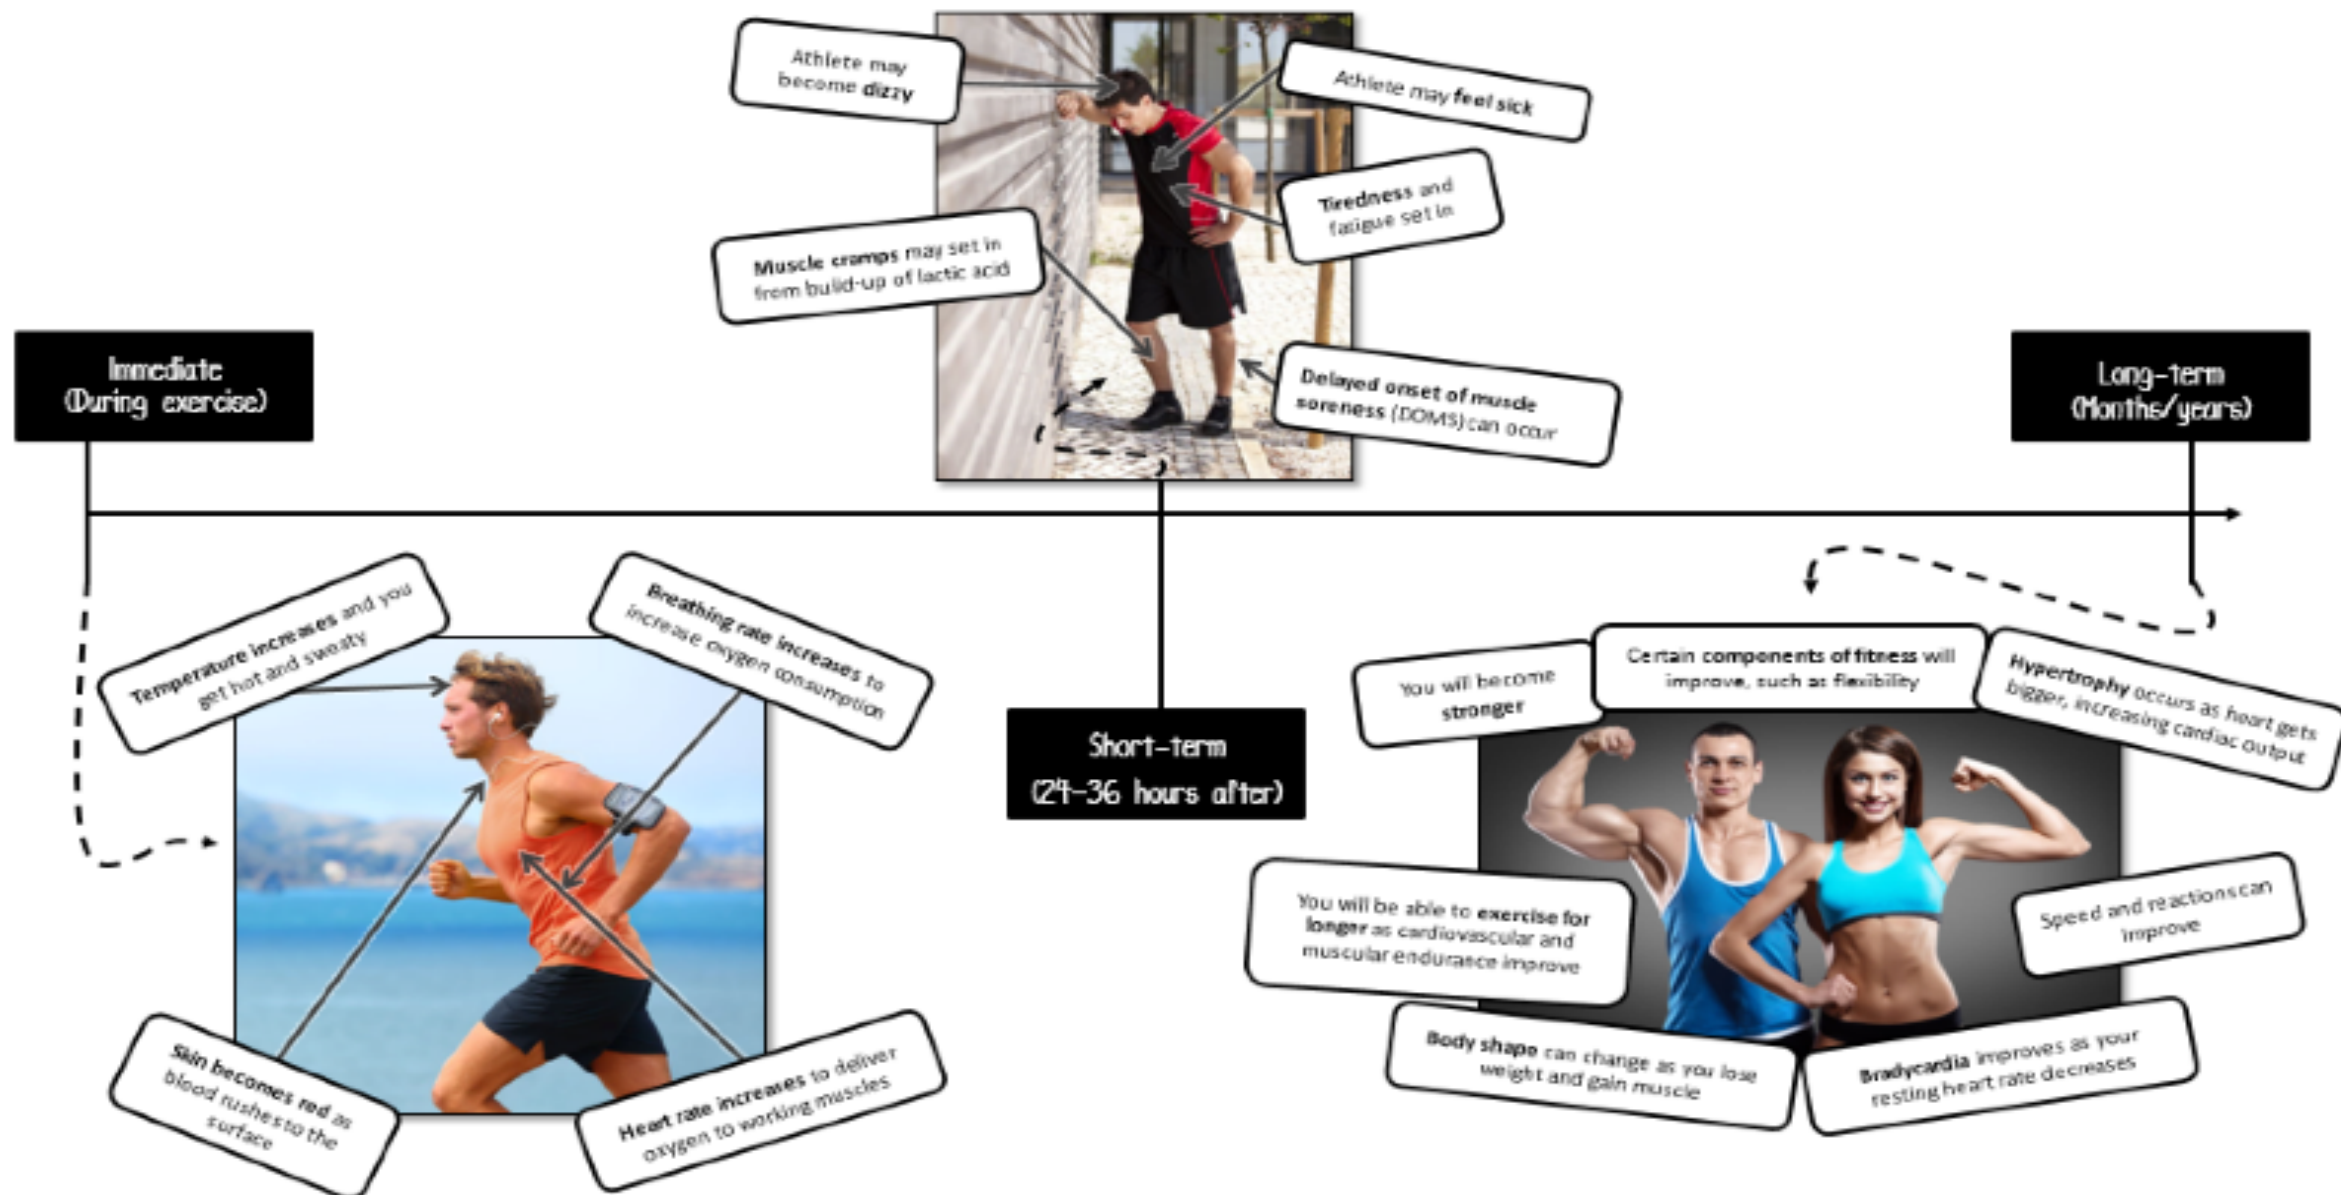 Immediate
(During exercise)
Temperature increases and you
get hot and sweaty
Breathing rate increases to
increase oxygen consumption
Skin becomes red as
blood rushes to the
surface
Heart rate increases to deliver
oxygen to working muscles
Athlete may
become dizzy
Athlete may feel sick
Tiredness and
fatigue set in
Muscle cramps may set in
from build-up of lactic acid
Delayed onset of muscle
soreness (DOMS) can occur
Short-term
(24-36 hours after)
Long-term
(Months/years)
You will become
stronger
Certain components of fitness will
improve, such as flexibility
Hypertrophy occurs as heart gets
bigger, increasing cardiac output
You will be able to exercise for
longer as cardiovascular and
muscular endurance improve
Speed and reactions can
improve
Body shape can change as you lose
weight and gain muscle
Bradycardia improves as your
resting heart rate decreases